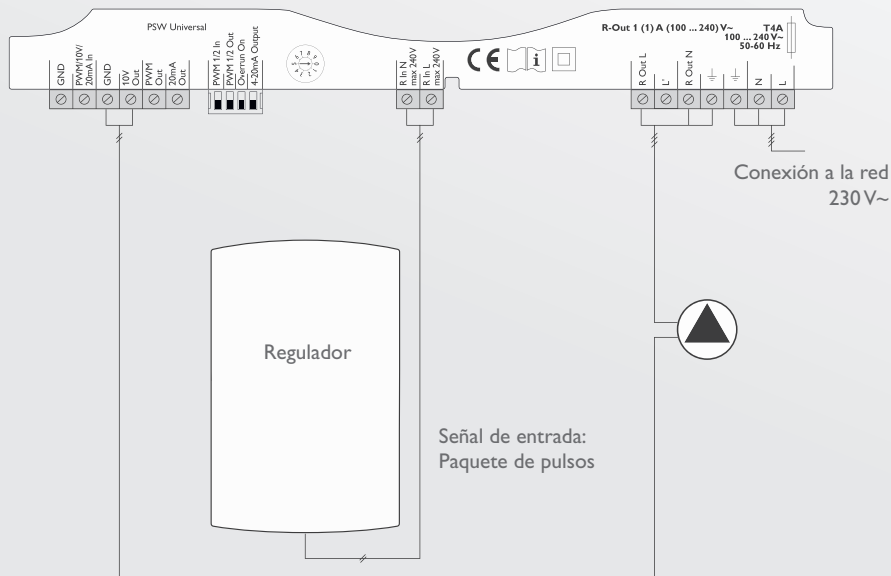 PSW Universal
R-Out 1 (1) A (100 ... 240) V~
T4A
100 ... 240 V~
50-60 Hz
GND
PWM/10V/
20mA In
GND
10V
Out
PWM
Out
20mA
Out
PWM 1/2 In
PWM 1/2 Out
Overrun On
4-20mA Output
R In N
max 240V
R In L
max 240V
CE
i
R Out L
L'
R Out N
N
L
Conexión a la red
230 V~
Regulador
Señal de entrada:
Paquete de pulsos